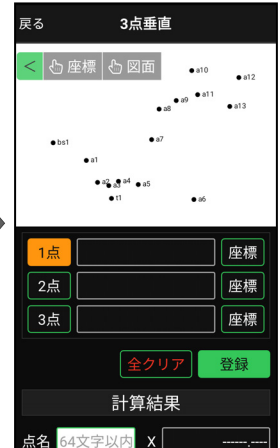 戻る 3点垂直
< 座標 図面
a10
a12
a11
a9
a13
a8
a7
bs1
a1
a2 a3 a4 a5
t1
a6
1点 座標
2点 座標
3点 座標
全クリア 登録
計算結果
点名 64文字以内 X ------.---